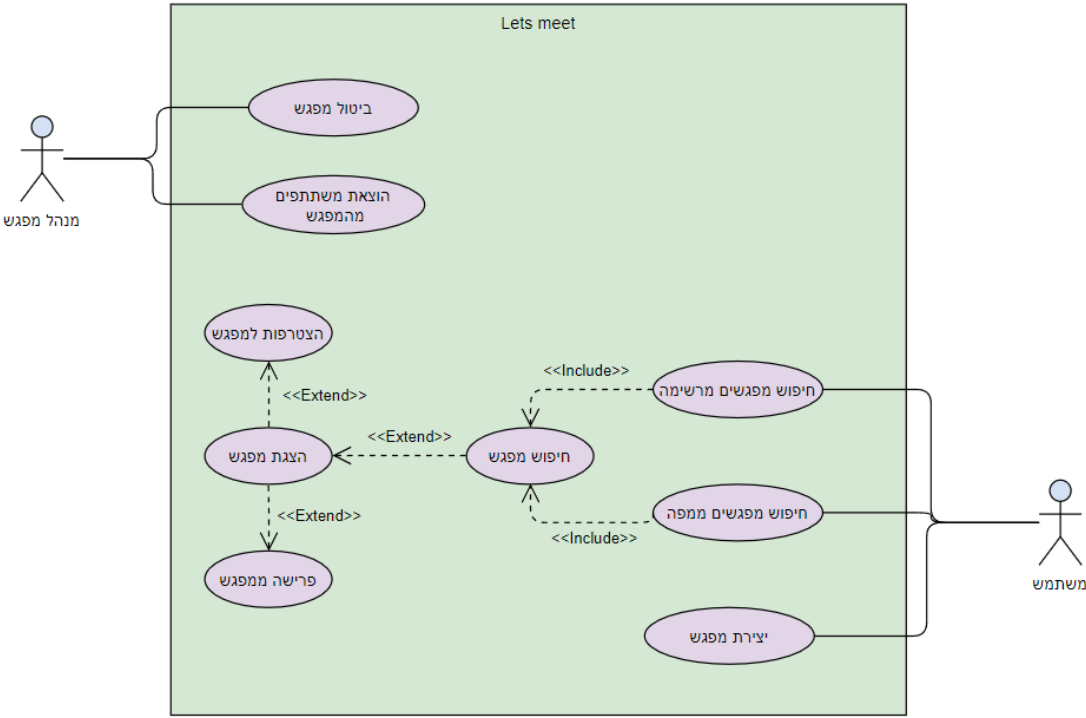 Lets meet
ביטול מפגש
מנהל מפגש
הוצאת משתתפים
מהמפגש
הצטרפות למפגש
<<Include>>
חיפוש מפגשים מרשימה
<<Extend>>
<<Extend>>
הצגת מפגש
חיפוש מפגש
חיפוש מפגשים ממפה
<<Extend>>
<<Include>>
פרישה ממפגש
משתמש
יצירת מפגש